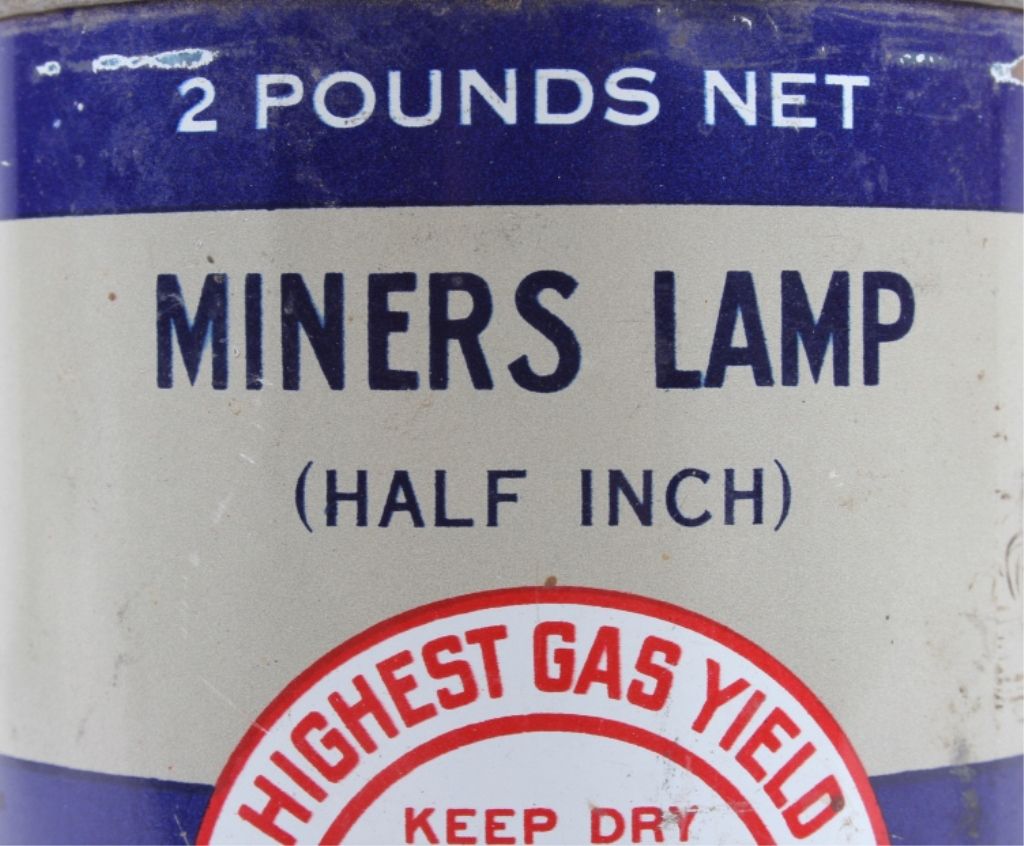 2 POUNDS NET
MINERS LAMP
(HALF INCH)
HIGHEST GAS YIELD
KEEP DRY